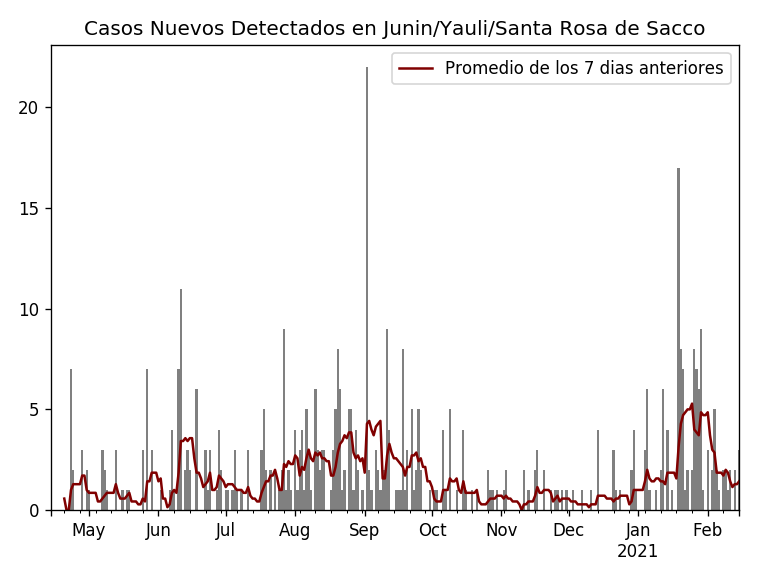 Casos Nuevos Detectados en Junin/Yauli/Santa Rosa de Sacco
Promedio de los 7 dias anteriores
20
15
10
5
0
May Jun Jul Aug Sep Oct Nov Dec Jan Feb
2021